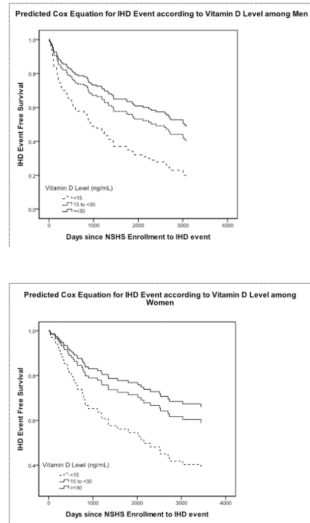 Predicted Cox Equation for IHD Event according to Vitamin D Level among Men
IHD Event Free Survival
1.0
0.8
0.6
0.4
0.2
0.0
Vitamin D Level (ng/mL)
<15
15 to <30
>=30
0 1000 2000 3000 4000
Days since NSHS Enrollment to IHD event
Predicted Cox Equation for IHD Event according to Vitamin D Level among
Women
IHD Event Free Survival
1.0
0.8
0.6
0.4
Vitamin D Level (ng/mL)
<15
15 to <30
>=30
0 1000 2000 3000 4000
Days since NSHS Enrollment to IHD event